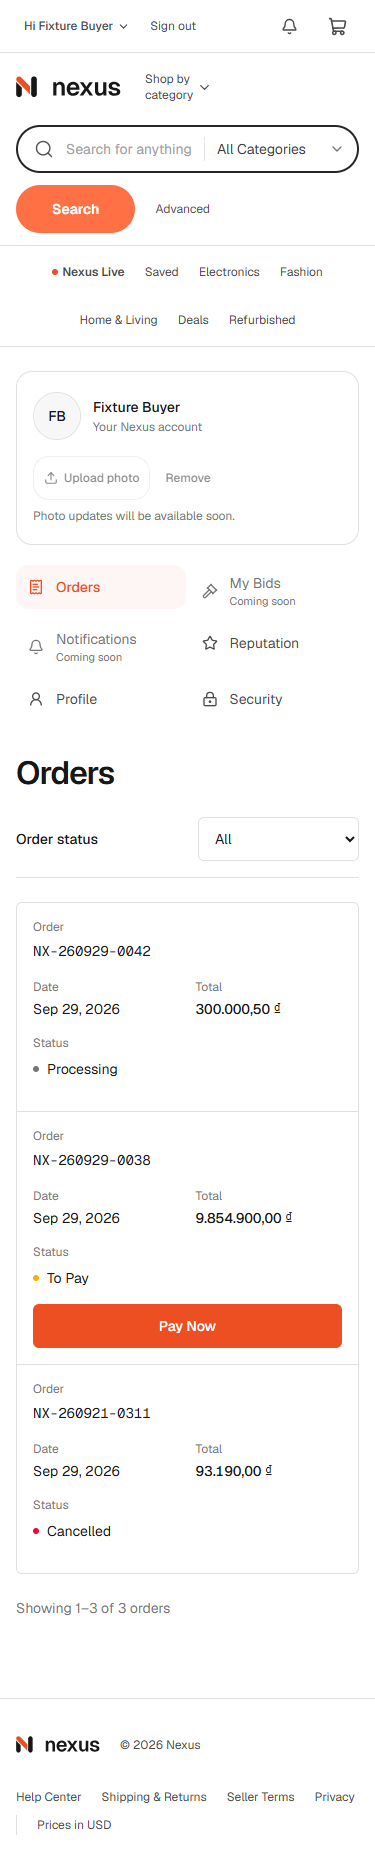 Hi Fixture Buyer
Sign out
nexus
Shop by
category
Search for anything
All Categories
Search
Advanced
Nexus Live
Saved
Electronics
Fashion
Home & Living
Deals
Refurbished
FB
Fixture Buyer
Your Nexus account
Upload photo
Remove
Photo updates will be available soon.
Orders
My Bids
Coming soon
Notifications
Coming soon
Reputation
Profile
Security
Orders
Order status
All
Order
NX-260929-0042
Date
Total
Sep 29, 2026
300.000,50 ₫
Status
Processing
Order
NX-260929-0038
Date
Total
Sep 29, 2026
9.854.900,00 ₫
Status
To Pay
Pay Now
Order
NX-260921-0311
Date
Total
Sep 29, 2026
93.190,00 ₫
Status
Cancelled
Showing 1–3 of 3 orders
nexus
© 2026 Nexus
Help Center
Shipping & Returns
Seller Terms
Privacy
Prices in USD